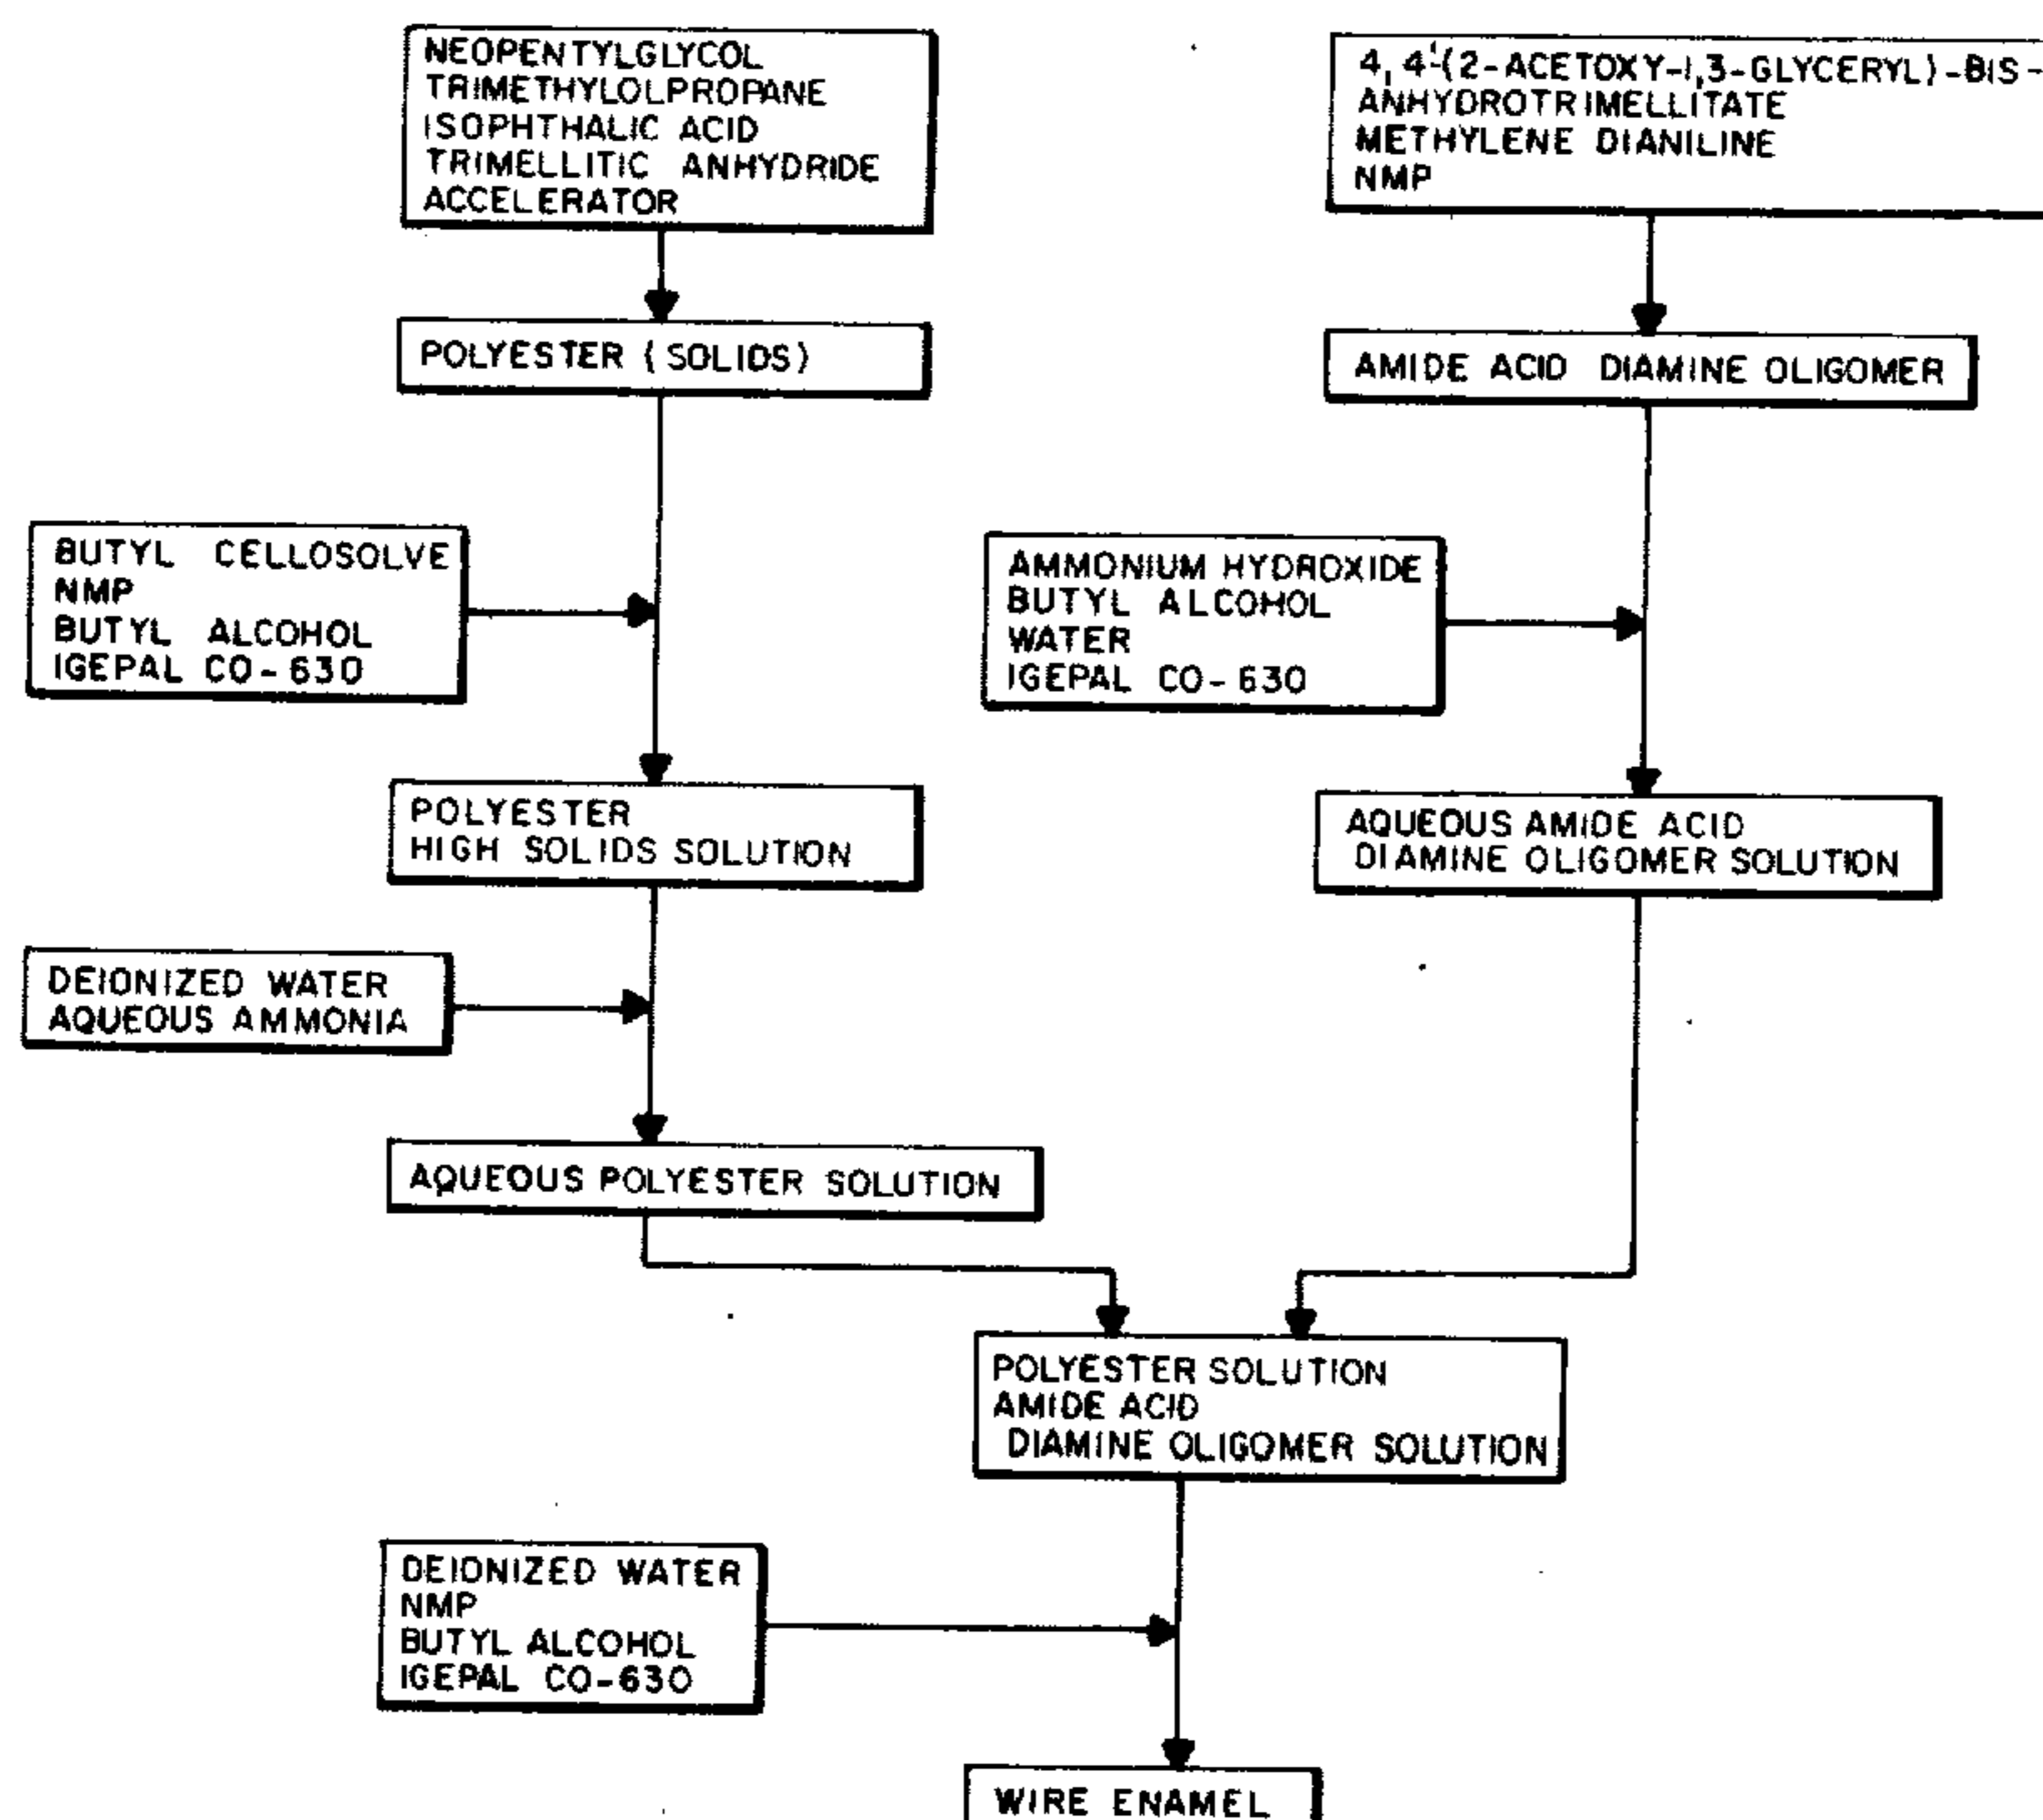 NEOPENTYLGLYCOL
TRIMETHYLOLPROPANE
ISOPHTHALIC ACID
TRIMELLITIC ANHYDRIDE
ACCELERATOR
4,4'-(2-ACETOXY-1,3-GLYCERYL)-BIS-
ANHYDROTRIMELLITATE
METHYLENE DIANILINE
NMP
POLYESTER (SOLIDS)
AMIDE ACID DIAMINE OLIGOMER
BUTYL CELLOSOLVE
NMP
BUTYL ALCOHOL
IGEPAL CO-630
AMMONIUM HYDROXIDE
BUTYL ALCOHOL
WATER
IGEPAL CO-630
POLYESTER
HIGH SOLIDS SOLUTION
AQUEOUS AMIDE ACID
DIAMINE OLIGOMER SOLUTION
DEIONIZED WATER
AQUEOUS AMMONIA
AQUEOUS POLYESTER SOLUTION
POLYESTER SOLUTION
AMIDE ACID
DIAMINE OLIGOMER SOLUTION
DEIONIZED WATER
NMP
BUTYL ALCOHOL
IGEPAL CO-630
WIRE ENAMEL